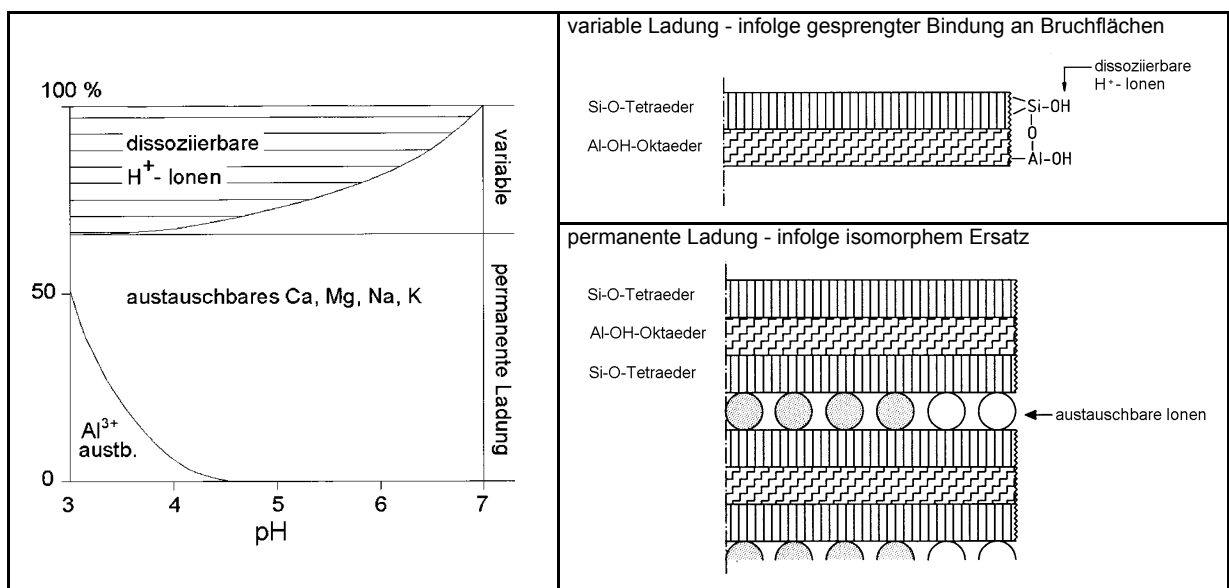 100 %
dissoziierbare
H⁺- Ionen
variable
50
austauschbares Ca, Mg, Na, K
permanente Ladung
Al³⁺
austb.
0
3 4 5 6 7
pH
variable Ladung - infolge gesprengter Bindung an Bruchflächen
dissoziierbare
H⁺- Ionen
Si-O-Tetraeder
Si-OH
O
Al-OH-Oktaeder
Al-OH
permanente Ladung - infolge isomorphem Ersatz
Si-O-Tetraeder
Al-OH-Oktaeder
Si-O-Tetraeder
austauschbare Ionen